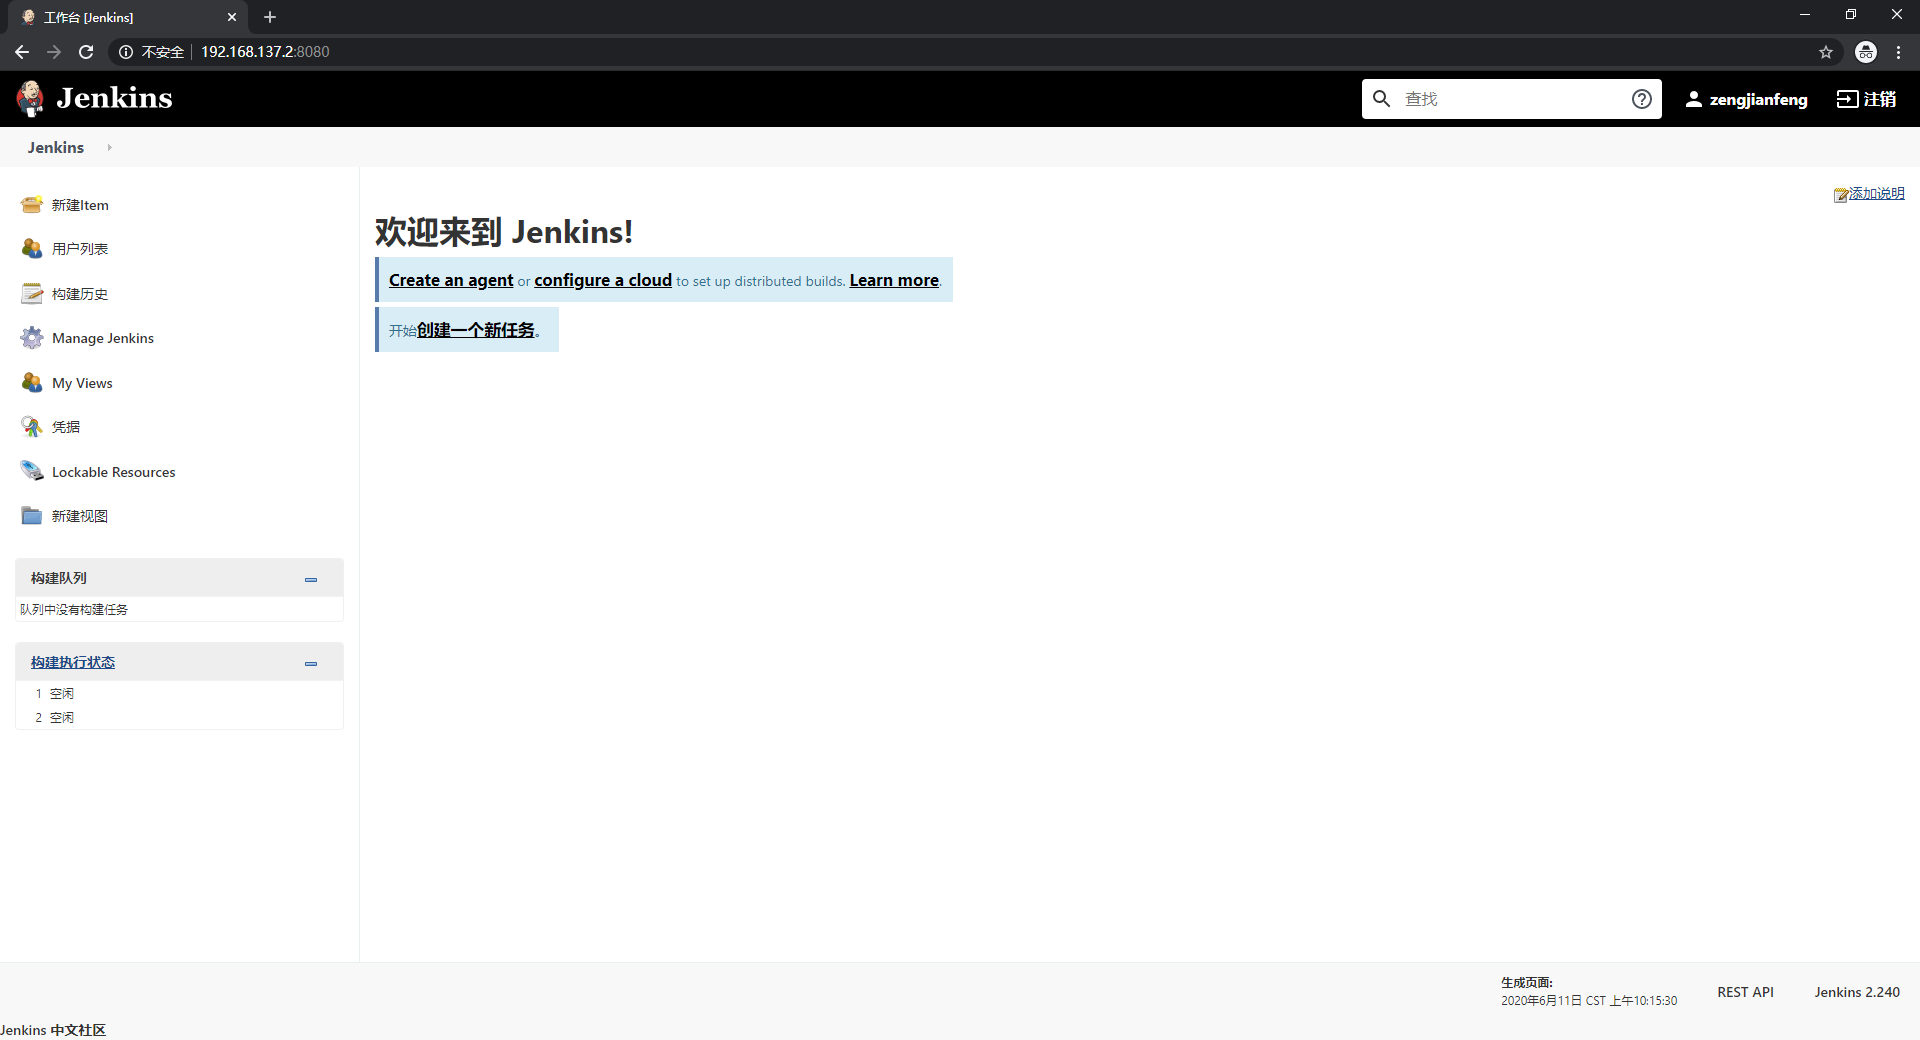 工作台 [Jenkins]
不安全 192.168.137.2:8080
Jenkins
查找
zengjianfeng
注销
Jenkins
新建Item
用户列表
构建历史
Manage Jenkins
My Views
凭据
Lockable Resources
新建视图
构建队列
队列中没有构建任务
构建执行状态
1 空闲
2 空闲
添加说明
欢迎来到 Jenkins!
Create an agent or configure a cloud to set up distributed builds. Learn more.
开始创建一个新任务。
生成页面:
2020年6月11日 CST 上午10:15:30
REST API
Jenkins 2.240
Jenkins 中文社区